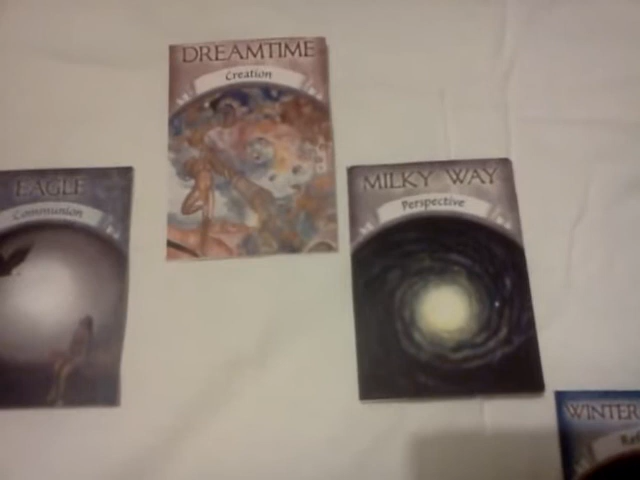 DREAMTIME
Creation
MILKY WAY
Perspective
EAGLE
Communion
WINTER